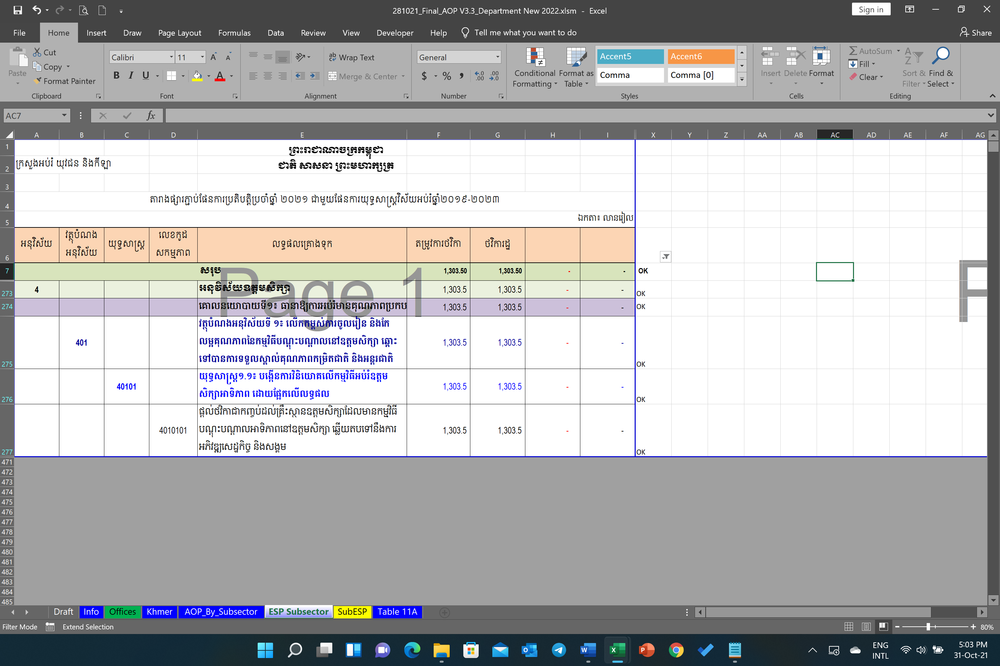 281021_Final_AOP V3.3_Department New 2022.xlsm - Excel
Sign in
File Home Insert Draw Page Layout Formulas Data Review View Developer Help Tell me what you want to do Share
Paste
Cut
Copy
Format Painter
Clipboard
Calibri 11
B I U
Font
Wrap Text
Merge & Center
Alignment
General
$ % ,
Number
Conditional Formatting
Format as Table
Accent5 Accent6
Comma Comma [0]
Styles
Insert Delete Format
Cells
AutoSum
Fill
Clear
Sort & Filter
Find & Select
Editing
AC7 fx
A B C D E F G H I X Y Z AA AB AC AD AE AF AG
1 ព្រះរាជាណាចក្រកម្ពុជា
2 ក្រសួងអប់រំ យុវជន និងកីឡា ជាតិ សាសនា ព្រះមហាក្សត្រ
3
4 តារាងផ្សារភ្ជាប់ផែនការប្រតិបត្តិប្រចាំឆ្នាំ ២០២១ ជាមួយផែនការយុទ្ធសាស្ត្រវិស័យអប់រំឆ្នាំ២០១៩-២០២៣
5 ឯកតា៖ លានរៀល
6 អនុវិស័យ វត្ថុបំណង អនុវិស័យ យុទ្ធសាស្ត្រ លេខកូដ សកម្មភាព លទ្ធផលគ្រោងទុក តម្រូវការថវិកា ថវិការដ្ឋ
7 សរុប 1,303.50 1,303.50 - - OK
Page 1
273 4 អនុវិស័យឧត្តមសិក្សា 1,303.5 1,303.5 - - OK
274 គោលនយោបាយទី១៖ ធានាឱ្យការអប់រំមានគុណភាពប្រកប 1,303.5 1,303.5 - - OK
275 401 វត្ថុបំណងអនុវិស័យទី ១៖ លើកកម្ពស់ការចូលរៀន និងកែ
លម្អគុណភាពនៃកម្មវិធីបណ្តុះបណ្តាលនៅឧត្តមសិក្សា ឆ្ពោះ
ទៅបានការទទួលស្គាល់គុណភាពកម្រិតជាតិ និងអន្តរជាតិ 1,303.5 1,303.5 - - OK
276 40101 យុទ្ធសាស្ត្រ១.១៖ បង្កើនការវិនិយោគលើកម្មវិធីអប់រំឧត្តម
សិក្សាអាទិភាព ដោយផ្អែកលើលទ្ធផល 1,303.5 1,303.5 - - OK
277 4010101 ផ្តល់ថវិកាជាកញ្ចប់ដល់គ្រឹះស្ថានឧត្តមសិក្សាដែលមានកម្មវិធី
បណ្តុះបណ្តាលអាទិភាពនៅឧត្តមសិក្សា ឆ្លើយតបទៅនឹងការ
អភិវឌ្ឍសេដ្ឋកិច្ច និងសង្គម 1,303.5 1,303.5 - - OK
471
472
473
474
475
476
477
478
479
480
481
482
483
484
485
Draft Info Offices Khmer AOP_By_Subsector ESP Subsector SubESP Table 11A
Filter Mode Extend Selection 80%
ENG
INTL
5:03 PM
31-Oct-21